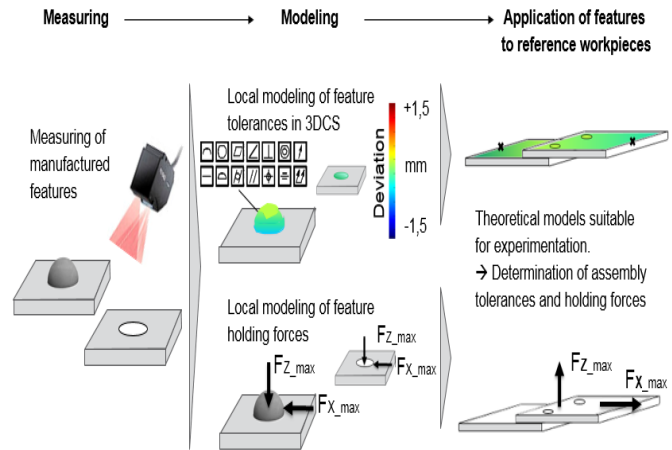 Measuring
Modeling
Application of features
to reference workpieces
Measuring of
manufactured
features
Local modeling of feature
tolerances in 3DCS
Deviation
+1,5
mm
-1,5
Theoretical models suitable
for experimentation.
→ Determination of assembly
tolerances and holding forces
Local modeling of feature
holding forces
FZ_max
FX_max
FZ_max
FX_max
FZ_max
FX_max